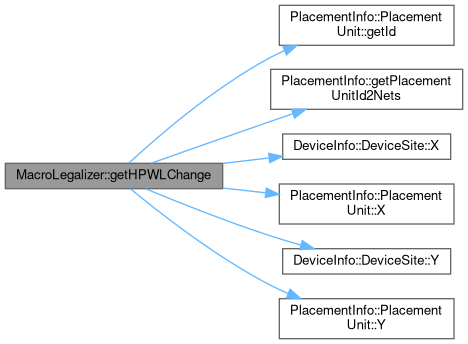 PlacementInfo::Placement
Unit::getId
PlacementInfo::getPlacement
UnitId2Nets
DeviceInfo::DeviceSite::X
MacroLegalizer::getHPWLChange
PlacementInfo::Placement
Unit::X
DeviceInfo::DeviceSite::Y
PlacementInfo::Placement
Unit::Y